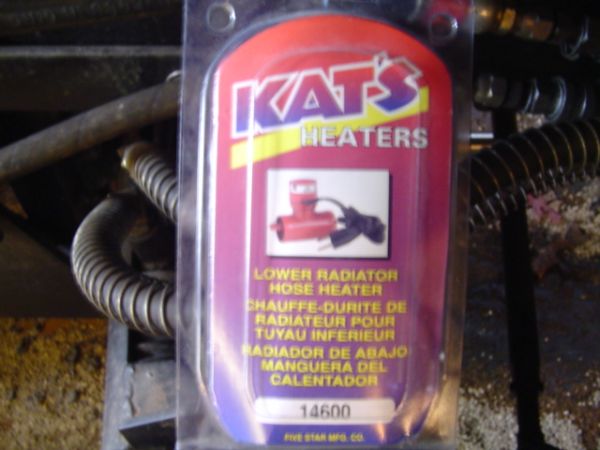 KAT'S
HEATERS
LOWER RADIATOR
HOSE HEATER
CHAUFFE-DURITE DE
RADIATEUR POUR
TUYAU INFERIEUR
RADIADOR DE ABAJO
MANGUERA DEL
CALENTADOR
14600
FIVE STAR MFG. CO.